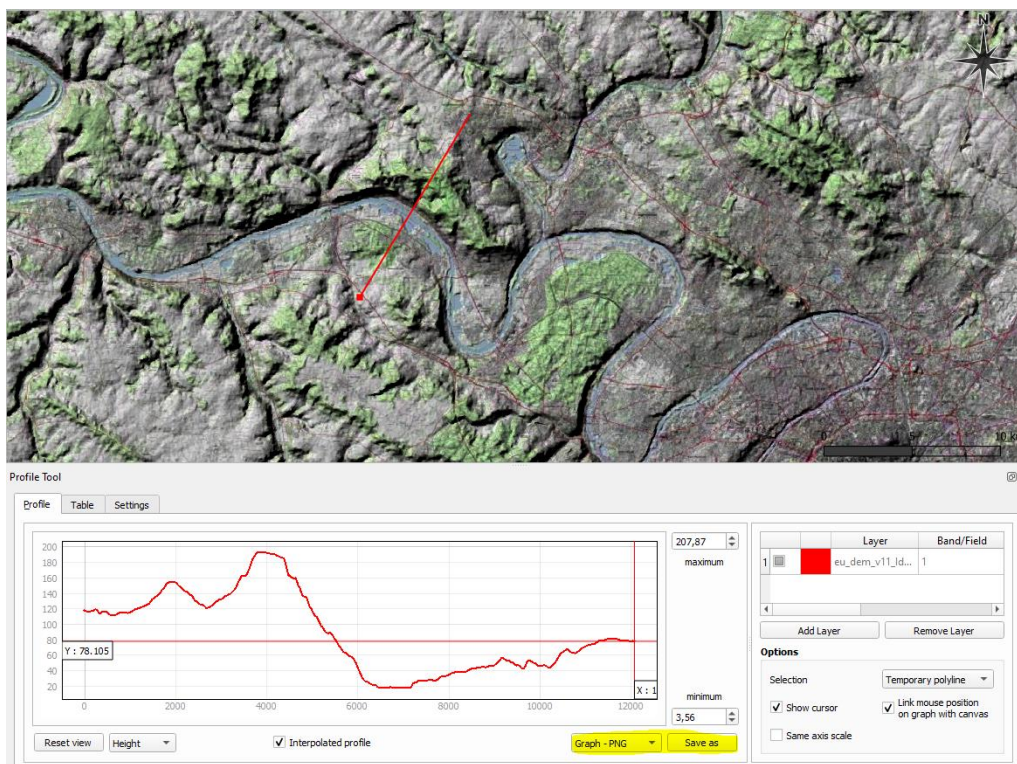 N
0 5 10 k
Profile Tool
Profile Table Settings
200
180
160
140
120
100
80
60
40
20
Y : 78.105
X : 1
0 2000 4000 6000 8000 10000 12000
207,87
maximum
minimum
3,56
Layer Band/Field
1 eu_dem_v11_ld... 1
Add Layer Remove Layer
Options
Selection Temporary polyline
Show cursor
Link mouse position
on graph with canvas
Same axis scale
Reset view Height Interpolated profile Graph - PNG Save as